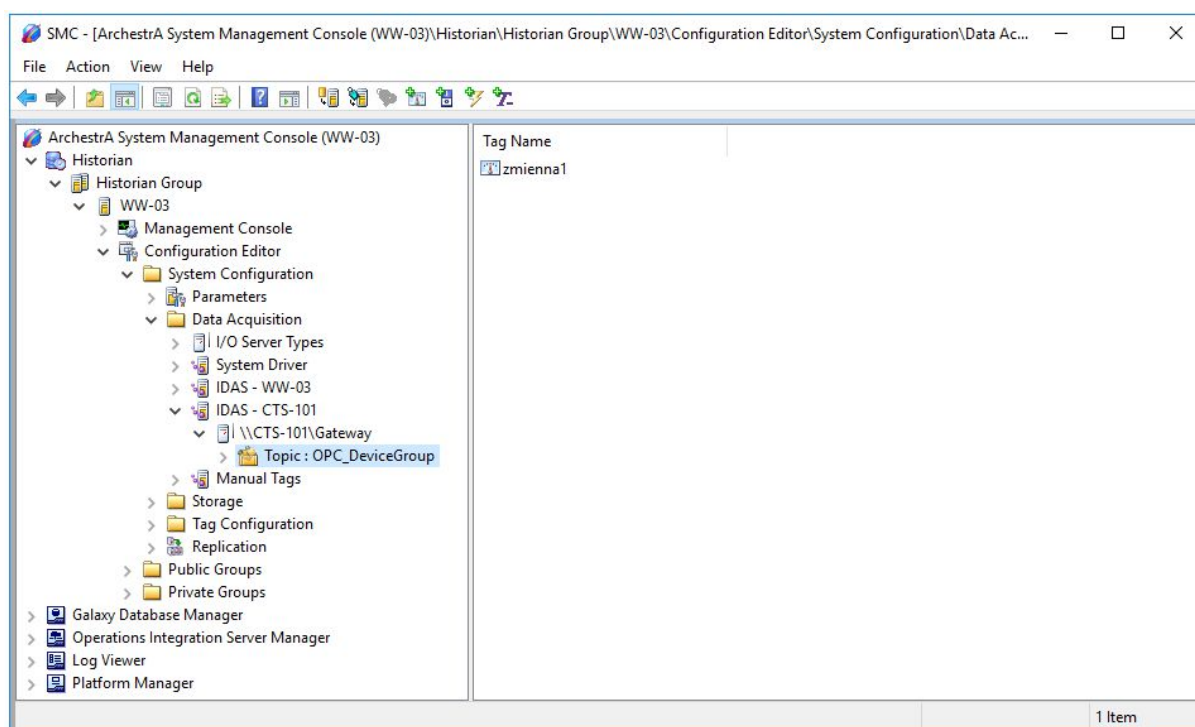 SMC - [ArchestrA System Management Console (WW-03)\Historian\Historian Group\WW-03\Configuration Editor\System Configuration\Data Ac...
File Action View Help
ArchestrA System Management Console (WW-03)
Historian
Historian Group
WW-03
Management Console
Configuration Editor
System Configuration
Parameters
Data Acquisition
I/O Server Types
System Driver
IDAS - WW-03
IDAS - CTS-101
\\CTS-101\Gateway
Topic : OPC_DeviceGroup
Manual Tags
Storage
Tag Configuration
Replication
Public Groups
Private Groups
Galaxy Database Manager
Operations Integration Server Manager
Log Viewer
Platform Manager
Tag Name
zmienna1
1 Item